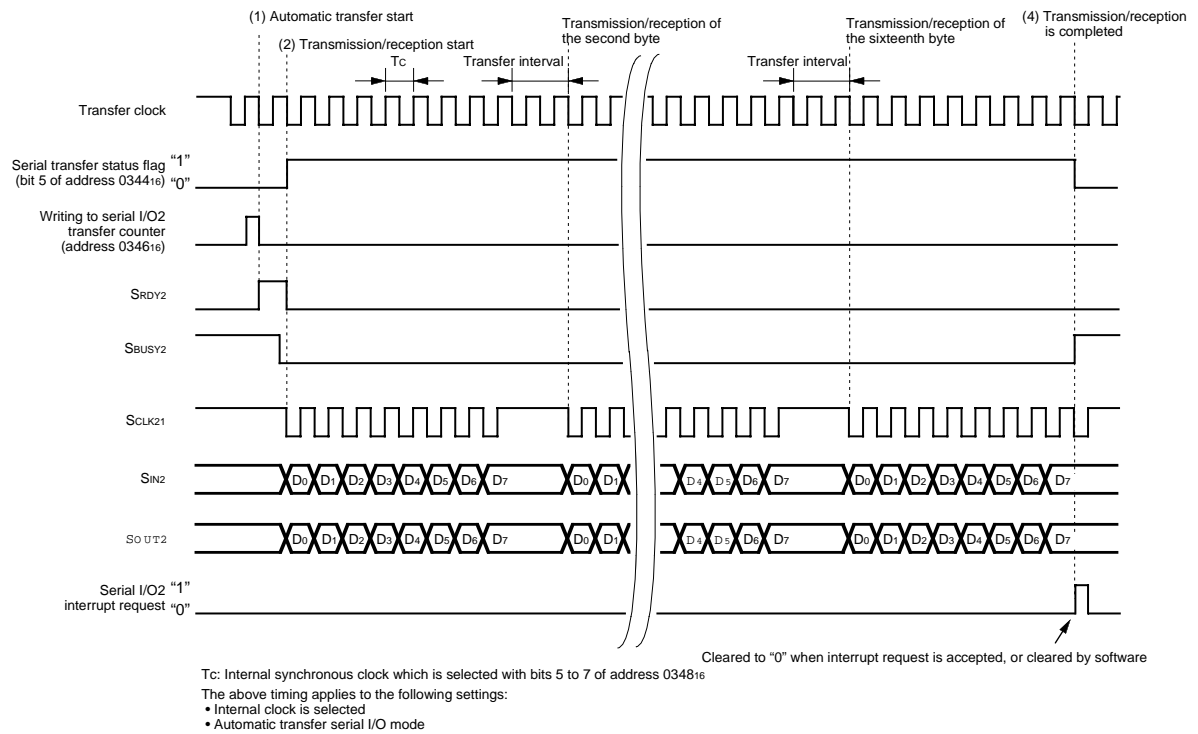 (1) Automatic transfer start
(2) Transmission/reception start
Transmission/reception of
the second byte
Transmission/reception of
the sixteenth byte
(4) Transmission/reception
is completed
Tc
Transfer interval
Transfer interval
Transfer clock
Serial transfer status flag “1”
(bit 5 of address 034416) “0”
Writing to serial I/O2
transfer counter
(address 034616)
SRDY2
SBUSY2
SCLK21
SIN2 D0 D1 D2 D3 D4 D5 D6 D7 D0 D1 D4 D5 D6 D7 D0 D1 D2 D3 D4 D5 D6 D7
SOUT2 D0 D1 D2 D3 D4 D5 D6 D7 D0 D1 D4 D5 D6 D7 D0 D1 D2 D3 D4 D5 D6 D7
Serial I/O2 “1”
interrupt request “0”
Cleared to “0” when interrupt request is accepted, or cleared by software
Tc: Internal synchronous clock which is selected with bits 5 to 7 of address 034816
The above timing applies to the following settings:
• Internal clock is selected
• Automatic transfer serial I/O mode